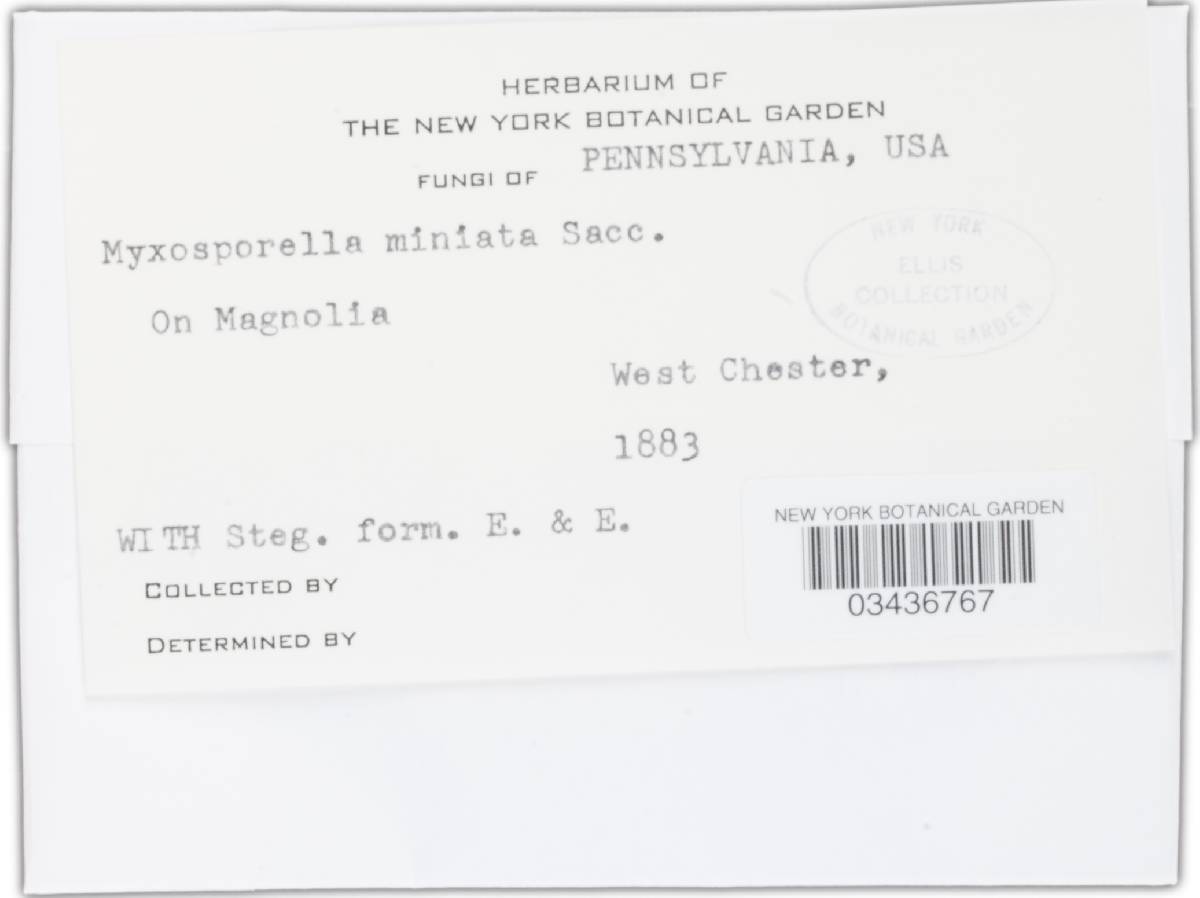 HERBARIUM OF
THE NEW YORK BOTANICAL GARDEN
FUNGI OF PENNSYLVANIA, USA
Myxosporella miniata Sacc.
NEW YORK
ELLIS
COLLECTION
BOTANICAL GARDEN
On Magnolia
West Chester,
1883
WITH Steg. form. E. & E.
COLLECTED BY
DETERMINED BY
NEW YORK BOTANICAL GARDEN
03436767